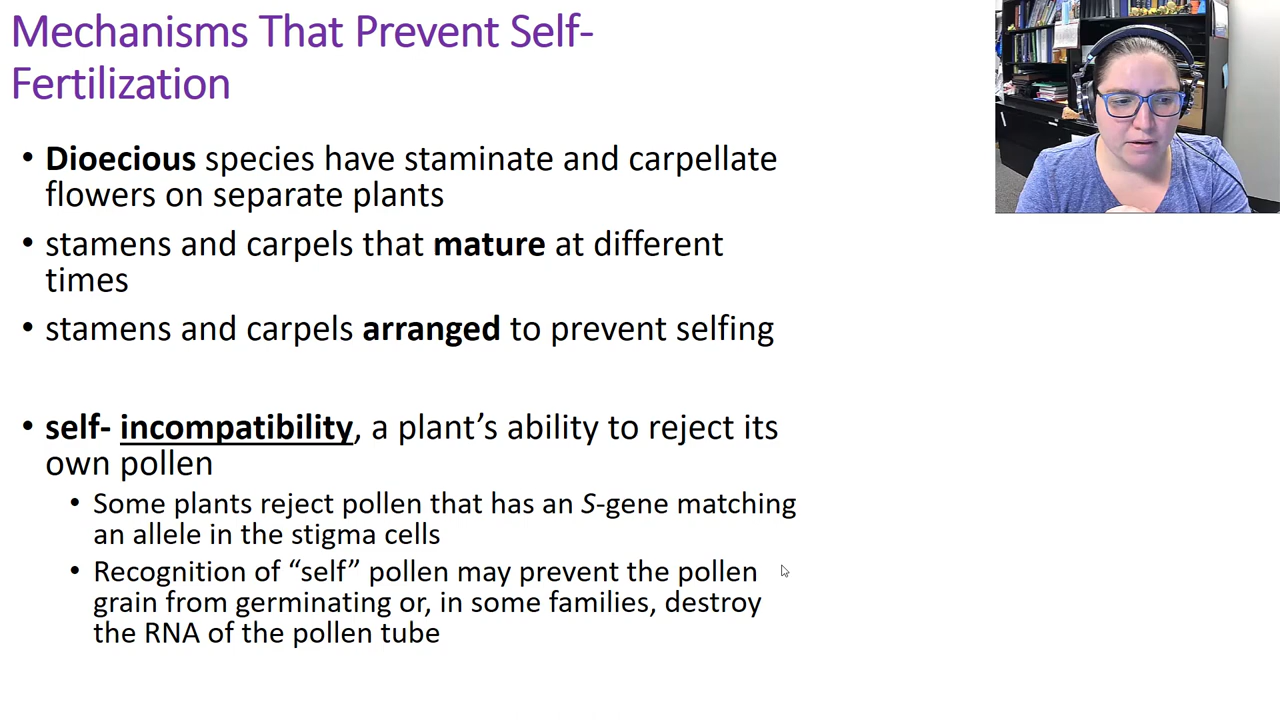 Mechanisms That Prevent Self-
Fertilization
• Dioecious species have staminate and carpellate
flowers on separate plants
• stamens and carpels that mature at different
times
• stamens and carpels arranged to prevent selfing
• self- incompatibility, a plant’s ability to reject its
own pollen
• Some plants reject pollen that has an S-gene matching
an allele in the stigma cells
• Recognition of “self” pollen may prevent the pollen
grain from germinating or, in some families, destroy
the RNA of the pollen tube